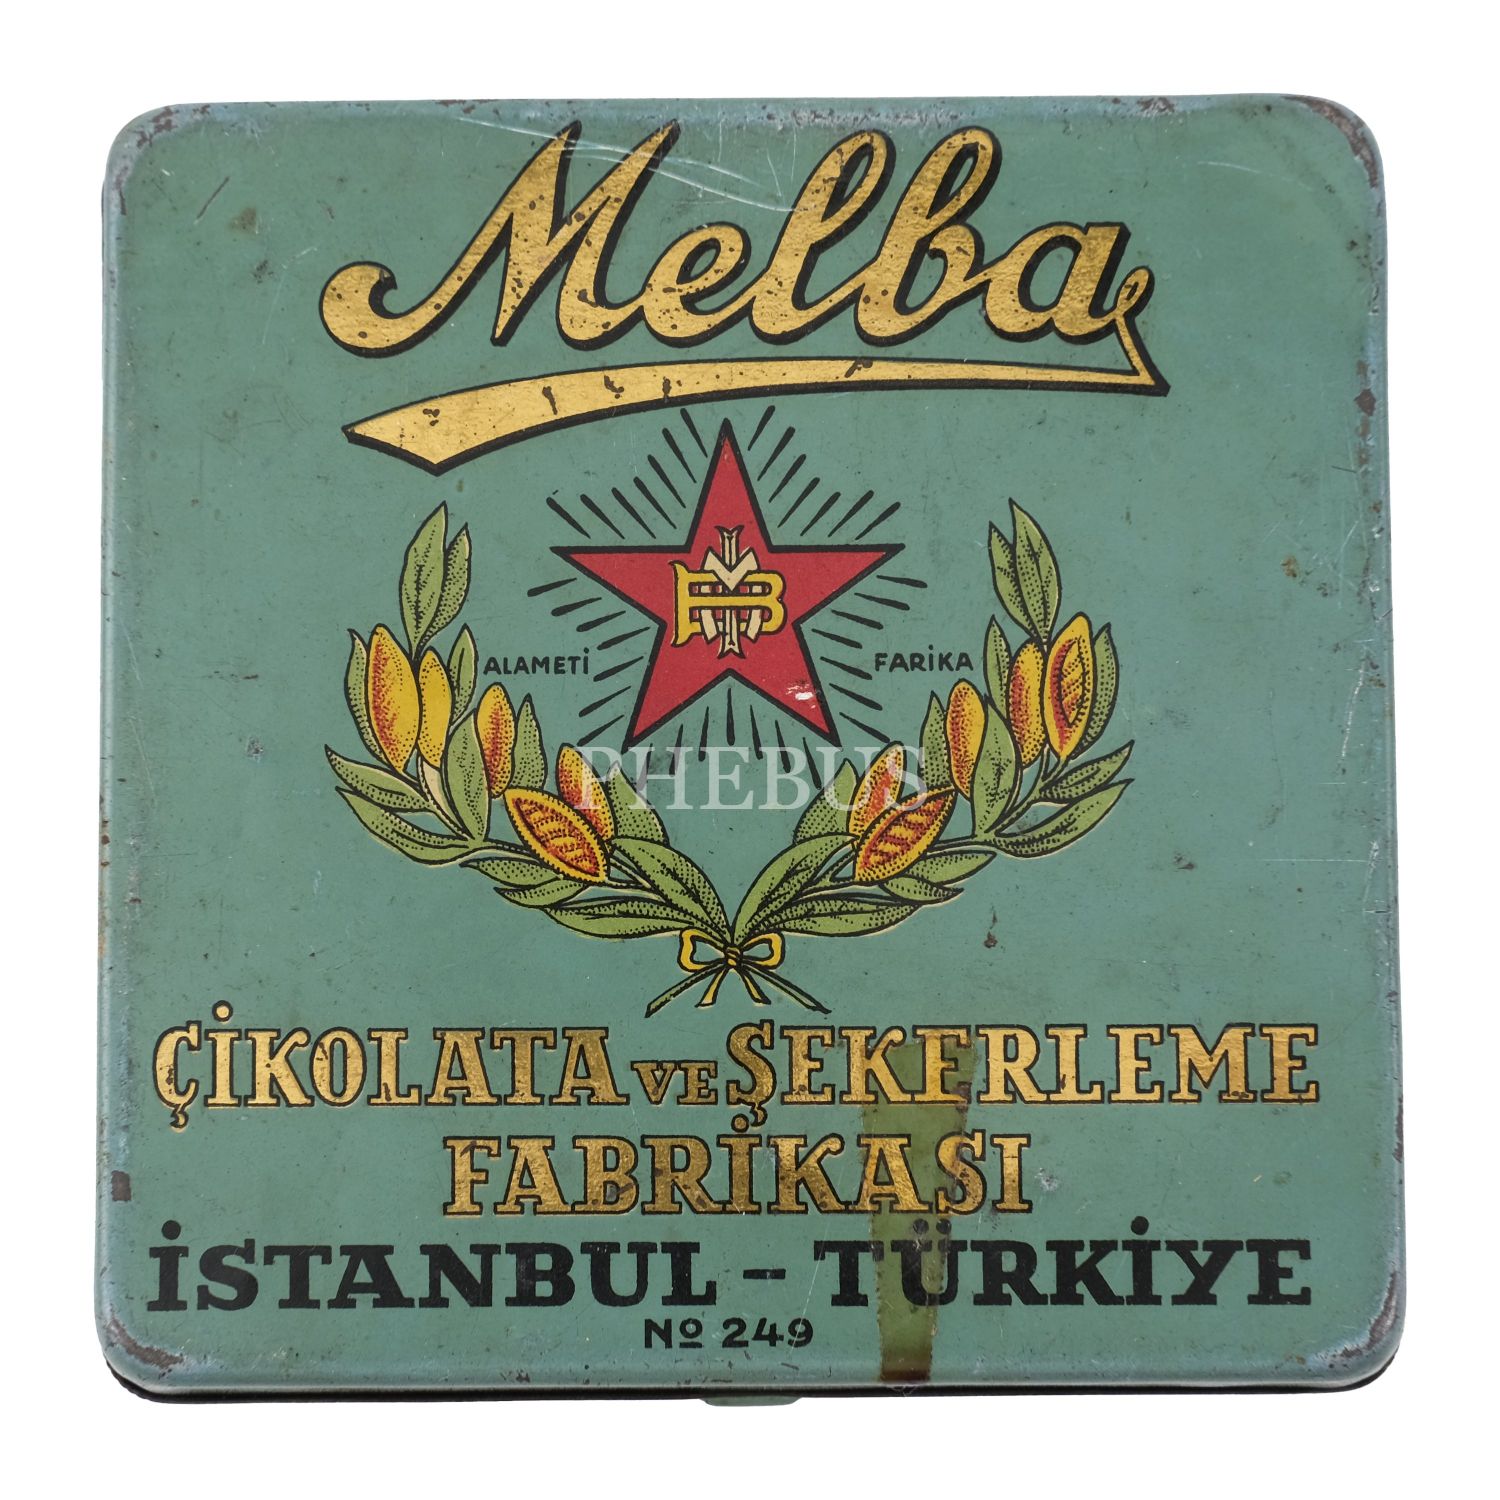 Melba
ALAMETİ FARİKA
PHEBUS
ÇİKOLATA VE ŞEKERLEME
FABRİKASI
İSTANBUL - TÜRKİYE
Nº 249